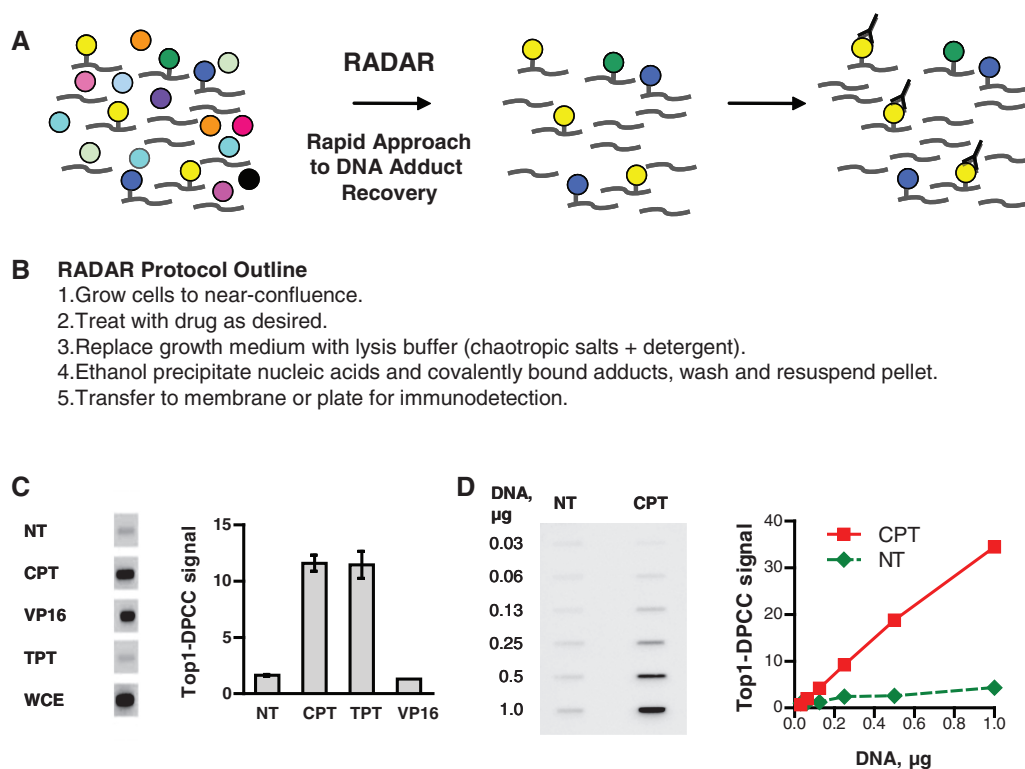 A
RADAR
Rapid Approach
to DNA Adduct
Recovery
B RADAR Protocol Outline
1.Grow cells to near-confluence.
2.Treat with drug as desired.
3.Replace growth medium with lysis buffer (chaotropic salts + detergent).
4.Ethanol precipitate nucleic acids and covalently bound adducts, wash and resuspend pellet.
5.Transfer to membrane or plate for immunodetection.
C
NT
CPT
VP16
TPT
WCE
Top1-DPCC signal
15
10
5
0
NT CPT TPT VP16
D
DNA, NT CPT
µg
0.03
0.06
0.13
0.25
0.5
1.0
Top1-DPCC signal
40
30
20
10
0
CPT
NT
0.0 0.2 0.4 0.6 0.8 1.0
DNA, µg